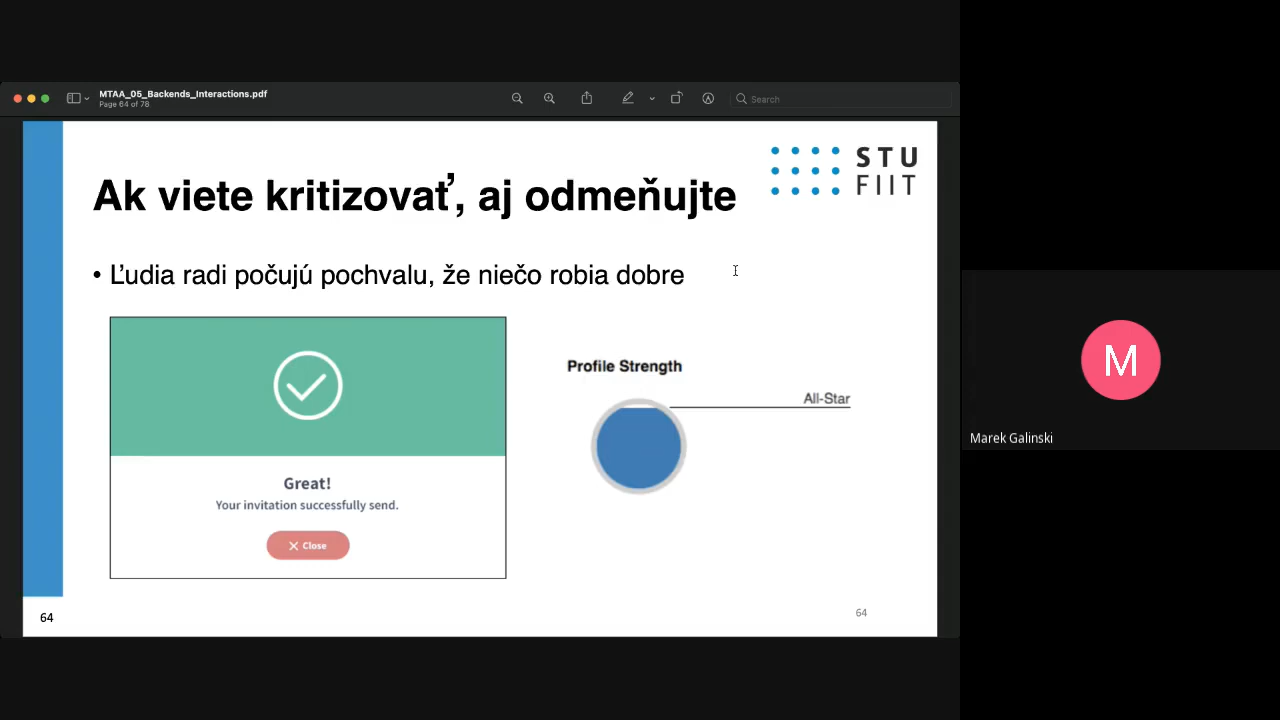 MTAA_05_Backends_Interactions.pdf
Page 64 of 78
Search
STU
FIIT
Ak viete kritizovať, aj odmeňujte
• Ľudia radi počujú pochvalu, že niečo robia dobre
Great!
Your invitation successfully send.
Close
Profile Strength
All-Star
64
64
M
Marek Galinski